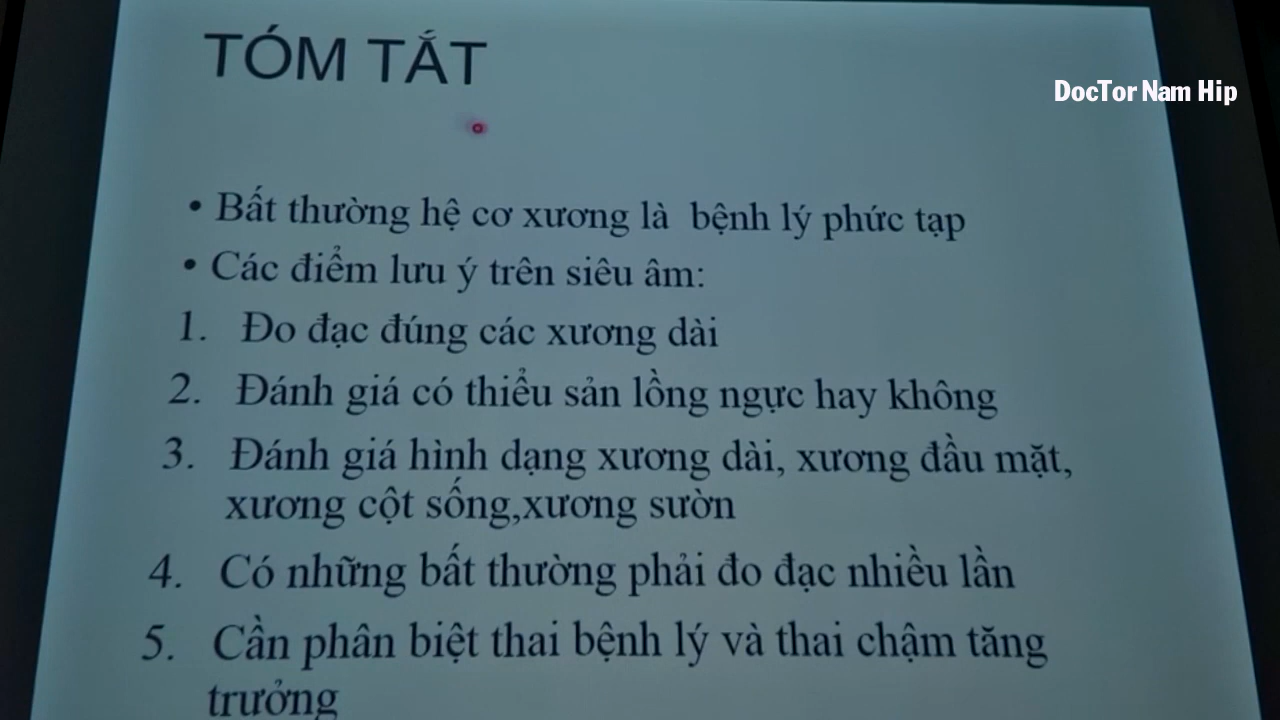 TÓM TẮT
DocTor Nam Hip
• Bất thường hệ cơ xương là bệnh lý phức tạp
• Các điểm lưu ý trên siêu âm:
1. Đo đạc đúng các xương dài
2. Đánh giá có thiểu sản lồng ngực hay không
3. Đánh giá hình dạng xương dài, xương đầu mặt,
xương cột sống,xương sườn
4. Có những bất thường phải đo đạc nhiều lần
5. Cần phân biệt thai bệnh lý và thai chậm tăng
trưởng